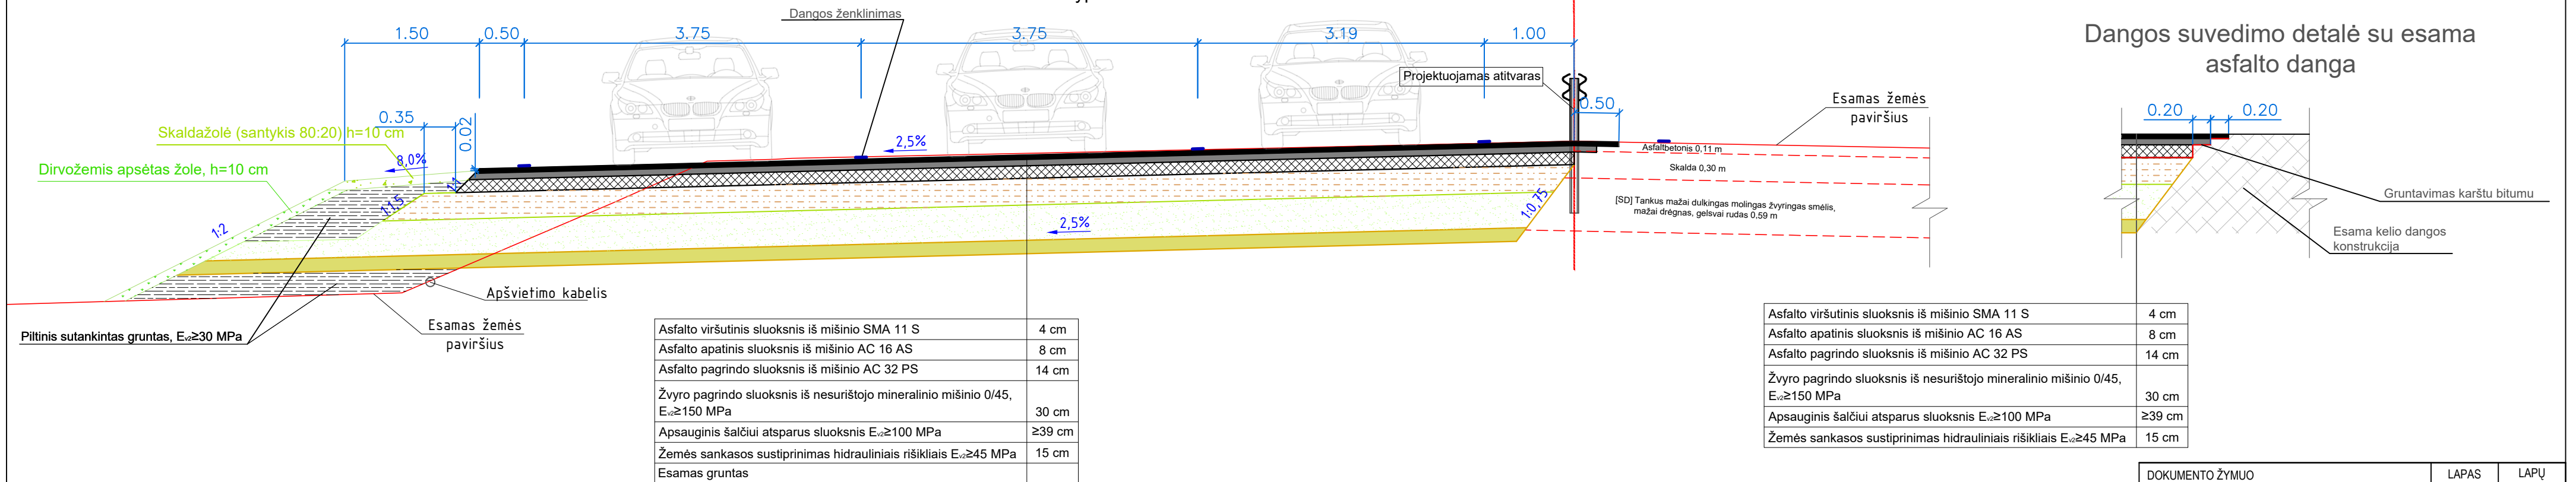 Dangos ženklinimas
1.50
0.50
3.75
3.75
3.19
1.00
Projektuojamas atitvaras
0.50
Esamas žemės
paviršius
0.35
0.02
Skaldažolė (santykis 80:20) h=10 cm
8,0%
2,5%
Dirvožemis apsėtas žole, h=10 cm
1:1
1:1,5
1:2
2,5%
1:0,75
Asfaltbetonis 0,11 m
Skalda 0,30 m
[SD] Tankus mažai dulkingas molingas žvyringas smėlis,
mažai drėgnas, gelsvai rudas 0.59 m
Apšvietimo kabelis
Esamas žemės
paviršius
Piltinis sutankintas gruntas, Ev2≥30 MPa
Asfalto viršutinis sluoksnis iš mišinio SMA 11 S 4 cm
Asfalto apatinis sluoksnis iš mišinio AC 16 AS 8 cm
Asfalto pagrindo sluoksnis iš mišinio AC 32 PS 14 cm
Žvyro pagrindo sluoksnis iš nesurištojo mineralinio mišinio 0/45,
Ev2≥150 MPa 30 cm
Apsauginis šalčiui atsparus sluoksnis Ev2≥100 MPa ≥39 cm
Žemės sankasos sustiprinimas hidrauliniais rišikliais Ev2≥45 MPa 15 cm
Esamas gruntas
Dangos suvedimo detalė su esama
asfalto danga
0.20
0.20
Gruntavimas karštu bitumu
Esama kelio dangos
konstrukcija
Asfalto viršutinis sluoksnis iš mišinio SMA 11 S 4 cm
Asfalto apatinis sluoksnis iš mišinio AC 16 AS 8 cm
Asfalto pagrindo sluoksnis iš mišinio AC 32 PS 14 cm
Žvyro pagrindo sluoksnis iš nesurištojo mineralinio mišinio 0/45,
Ev2≥150 MPa 30 cm
Apsauginis šalčiui atsparus sluoksnis Ev2≥100 MPa ≥39 cm
Žemės sankasos sustiprinimas hidrauliniais rišikliais Ev2≥45 MPa 15 cm
DOKUMENTO ŽYMUO LAPAS LAPŲ